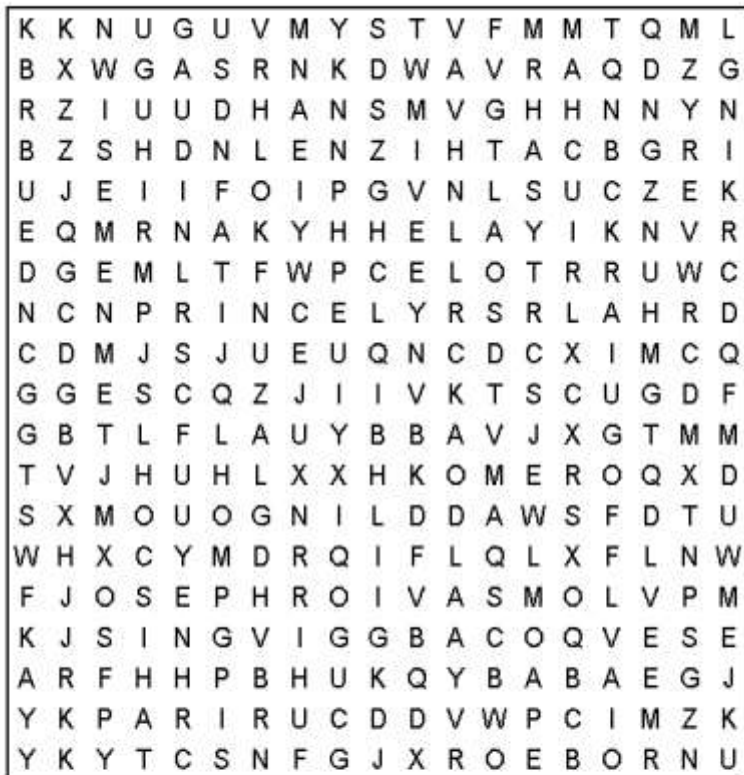 K K N U G U V M Y S T V F M M T Q M L
B X W G A S R N K D W A V R A Q D Z G
R Z I U U D H A N S M V G H H N N Y N
B Z S H D N L E N Z I H T A C B G R I
U J E I I F O I P G V N L S U C Z E K
E Q M R N A K Y H H E L A Y I K N V R
D G E M L T F W P C E L O T R R U W C
N C N P R I N C E L Y R S R L A H R D
C D M J S J U E U Q N C D C X I M C Q
G G E S C Q Z J I I V K T S C U G D F
G B T L F L A U Y B B A V J X G T M M
T V J H U H L X X H K O M E R O Q X D
S X M O U O G N I L D D A W S F D T U
W H X C Y M D R Q I F L Q L X F L N W
F J O S E P H R O I V A S M O L V P M
K J S I N G V I G G B A C O Q V E S E
A R F H H P B H U K Q Y B A B A E G J
Y K P A R I R U C D D V W P C I M Z K
Y K Y T C S N F G J X R O E B O R N U